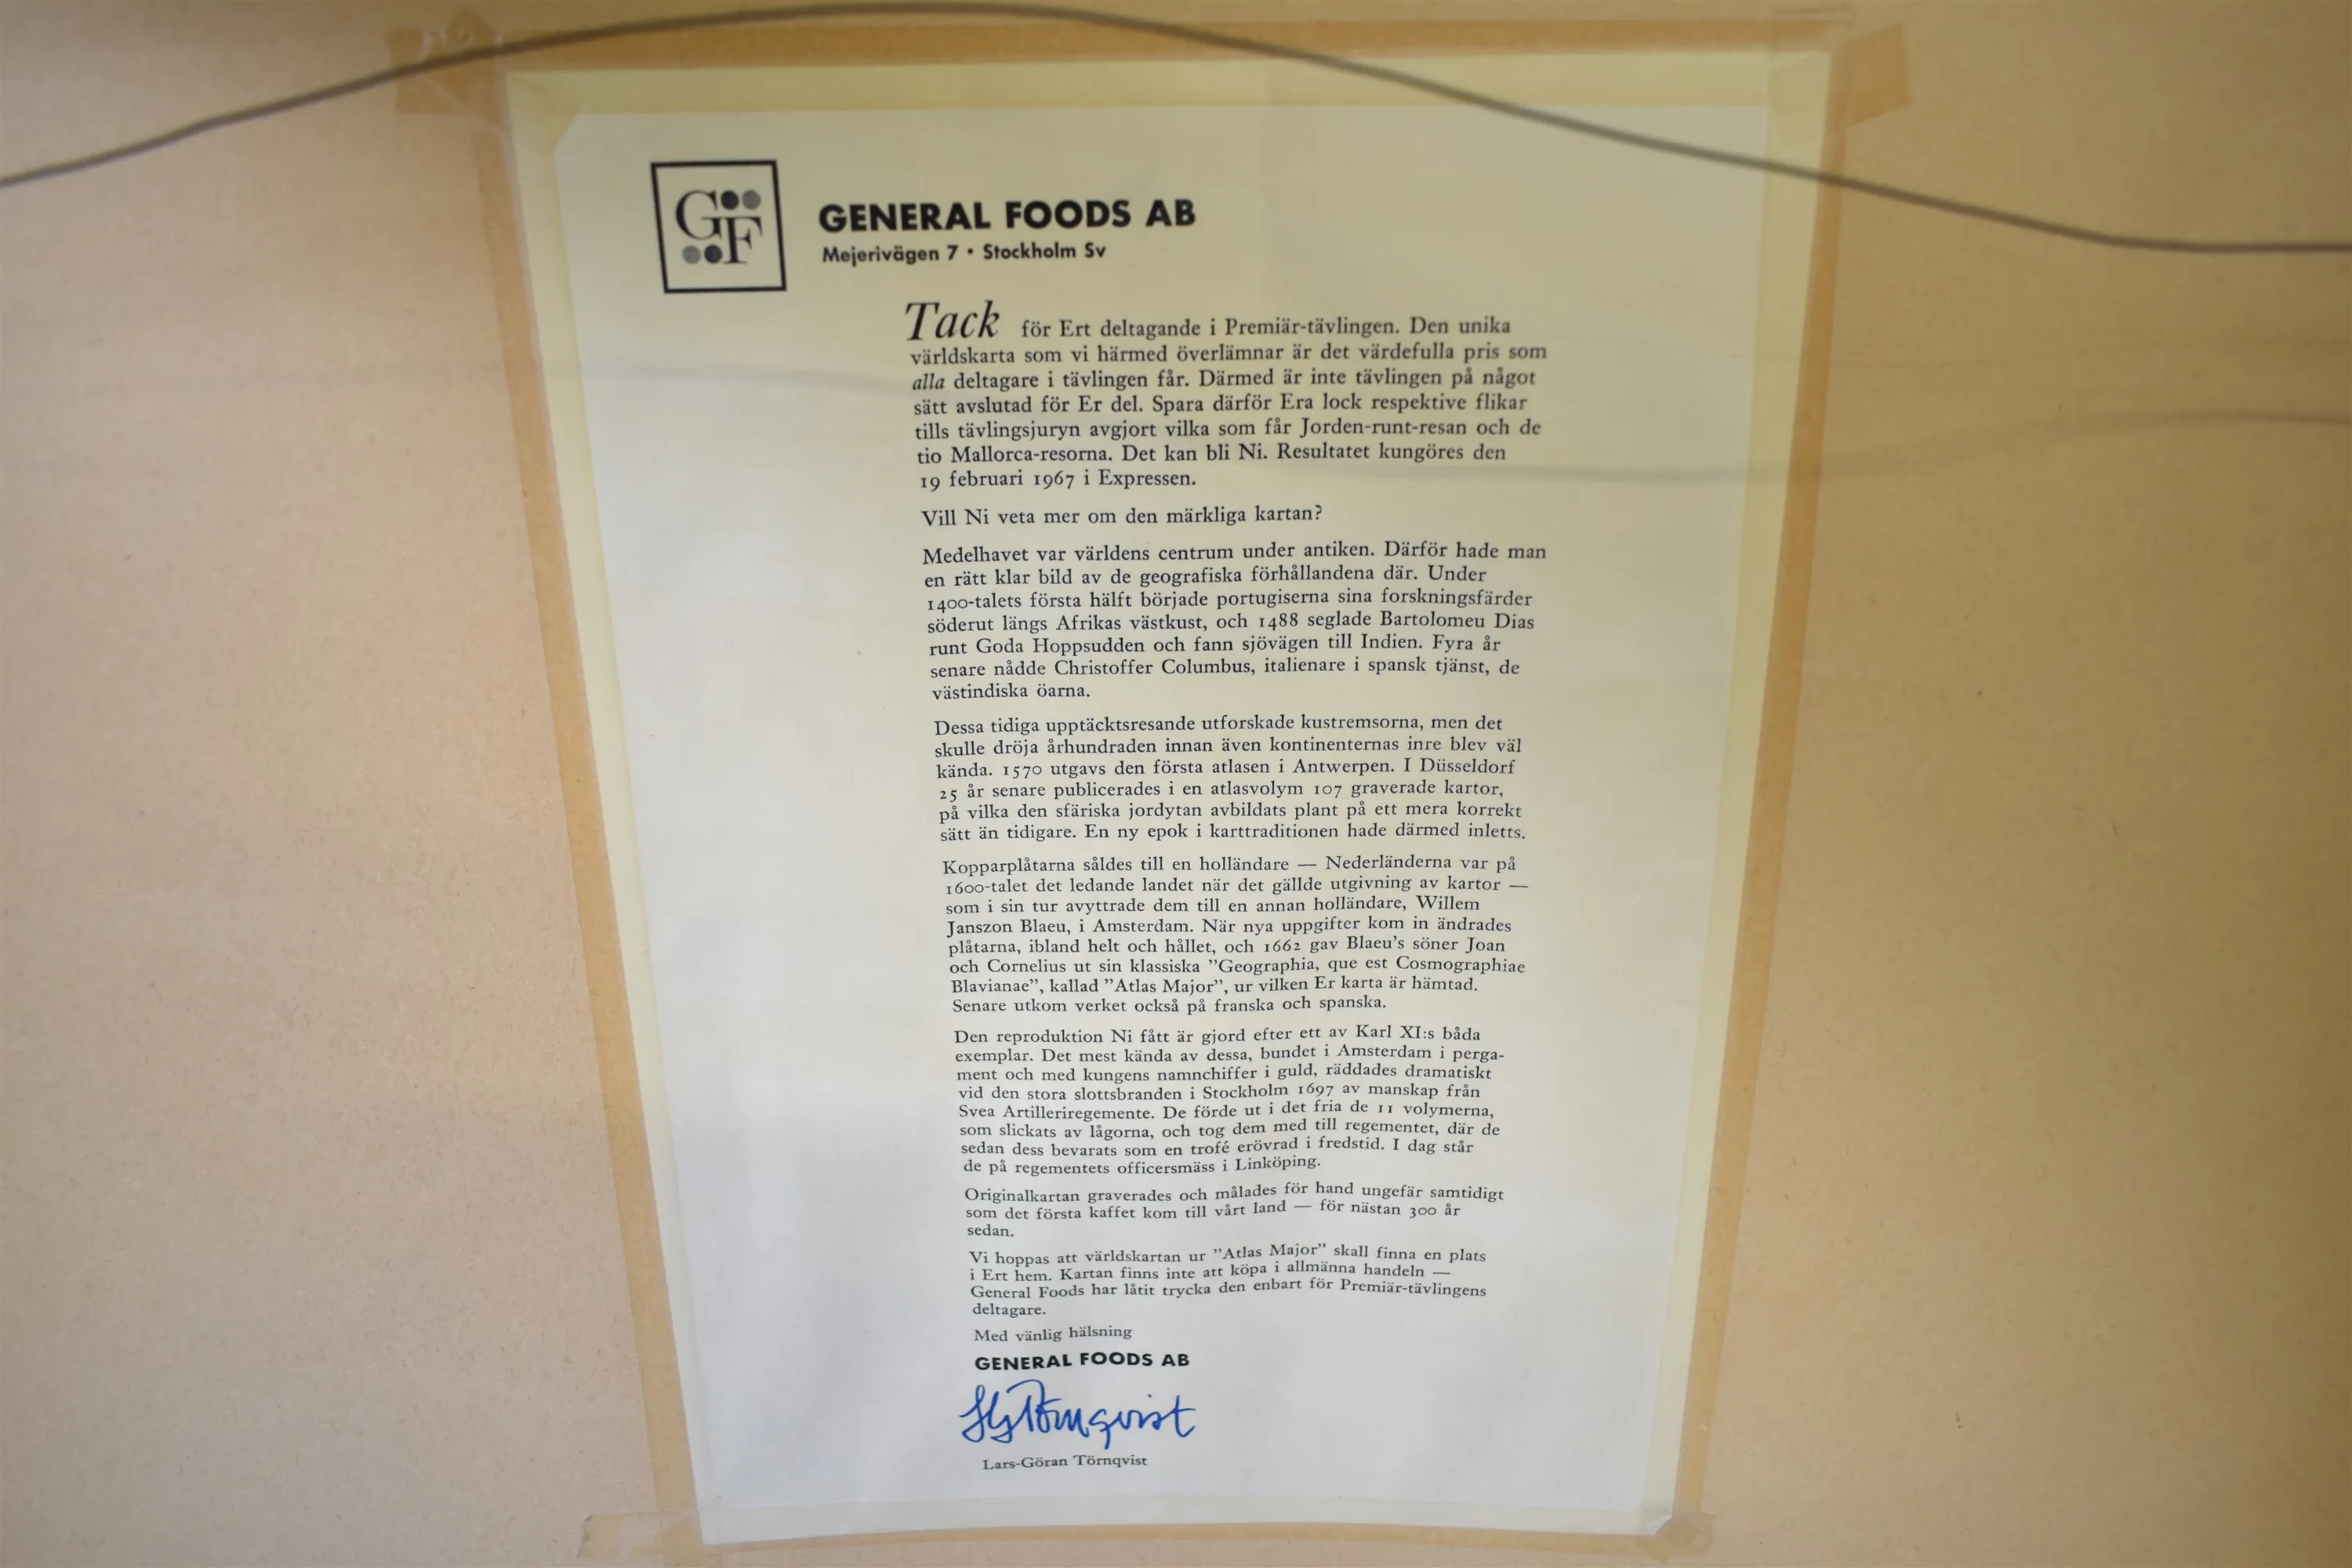 GF
GENERAL FOODS AB
Mejerivägen 7 • Stockholm Sv
Tack för Ert deltagande i Premiär-tävlingen. Den unika
världskarta som vi härmed överlämnar är det värdefulla pris som
alla deltagare i tävlingen får. Därmed är inte tävlingen på något
sätt avslutad för Er del. Spara därför Era lock respektive flikar
tills tävlingsjuryn avgjort vilka som får Jorden-runt-resan och de
tio Mallorca-resorna. Det kan bli Ni. Resultatet kungöres den
19 februari 1967 i Expressen.
Vill Ni veta mer om den märkliga kartan?
Medelhavet var världens centrum under antiken. Därför hade man
en rätt klar bild av de geografiska förhållandena där. Under
1400-talets första hälft började portugiserna sina forskningsfärder
söderut längs Afrikas västkust, och 1488 seglade Bartolomeu Dias
runt Goda Hoppsudden och fann sjövägen till Indien. Fyra år
senare nådde Christoffer Columbus, italienare i spansk tjänst, de
västindiska öarna.
Dessa tidiga upptäcktsresande utforskade kustremsorna, men det
skulle dröja århundraden innan även kontinenternas inre blev väl
kända. 1570 utgavs den första atlasen i Antwerpen. I Düsseldorf
25 år senare publicerades i en atlasvolym 107 graverade kartor,
på vilka den sfäriska jordytan avbildats plant på ett mera korrekt
sätt än tidigare. En ny epok i karttraditionen hade därmed inletts.
Kopparplåtarna såldes till en holländare — Nederländerna var på
1600-talet det ledande landet när det gällde utgivning av kartor —
som i sin tur avyttrade dem till en annan holländare, Willem
Janszon Blaeu, i Amsterdam. När nya uppgifter kom in ändrades
plåtarna, ibland helt och hållet, och 1662 gav Blaeu's söner Joan
och Cornelius ut sin klassiska ”Geographia, que est Cosmographiae
Blavianae”, kallad ”Atlas Major”, ur vilken Er karta är hämtad.
Senare utkom verket också på franska och spanska.
Den reproduktion Ni fått är gjord efter ett av Karl XI:s båda
exemplar. Det mest kända av dessa, bundet i Amsterdam i perga-
ment och med kungens namnchiffer i guld, räddades dramatiskt
vid den stora slottsbranden i Stockholm 1697 av manskap från
Svea Artilleriregemente. De förde ut i det fria de 11 volymerna,
som slickats av lågorna, och tog dem med till regementet, där de
sedan dess bevarats som en trofé erövrad i fredstid. I dag står
de på regementets officersmäss i Linköping.
Originalkartan graverades och målades för hand ungefär samtidigt
som det första kaffet kom till vårt land — för nästan 300 år
sedan.
Vi hoppas att världskartan ur ”Atlas Major” skall finna en plats
i Ert hem. Kartan finns inte att köpa i allmänna handeln —
General Foods har låtit trycka den enbart för Premiär-tävlingens
deltagare.
Med vänlig hälsning
GENERAL FOODS AB
LGTörnqvist
Lars-Göran Törnqvist